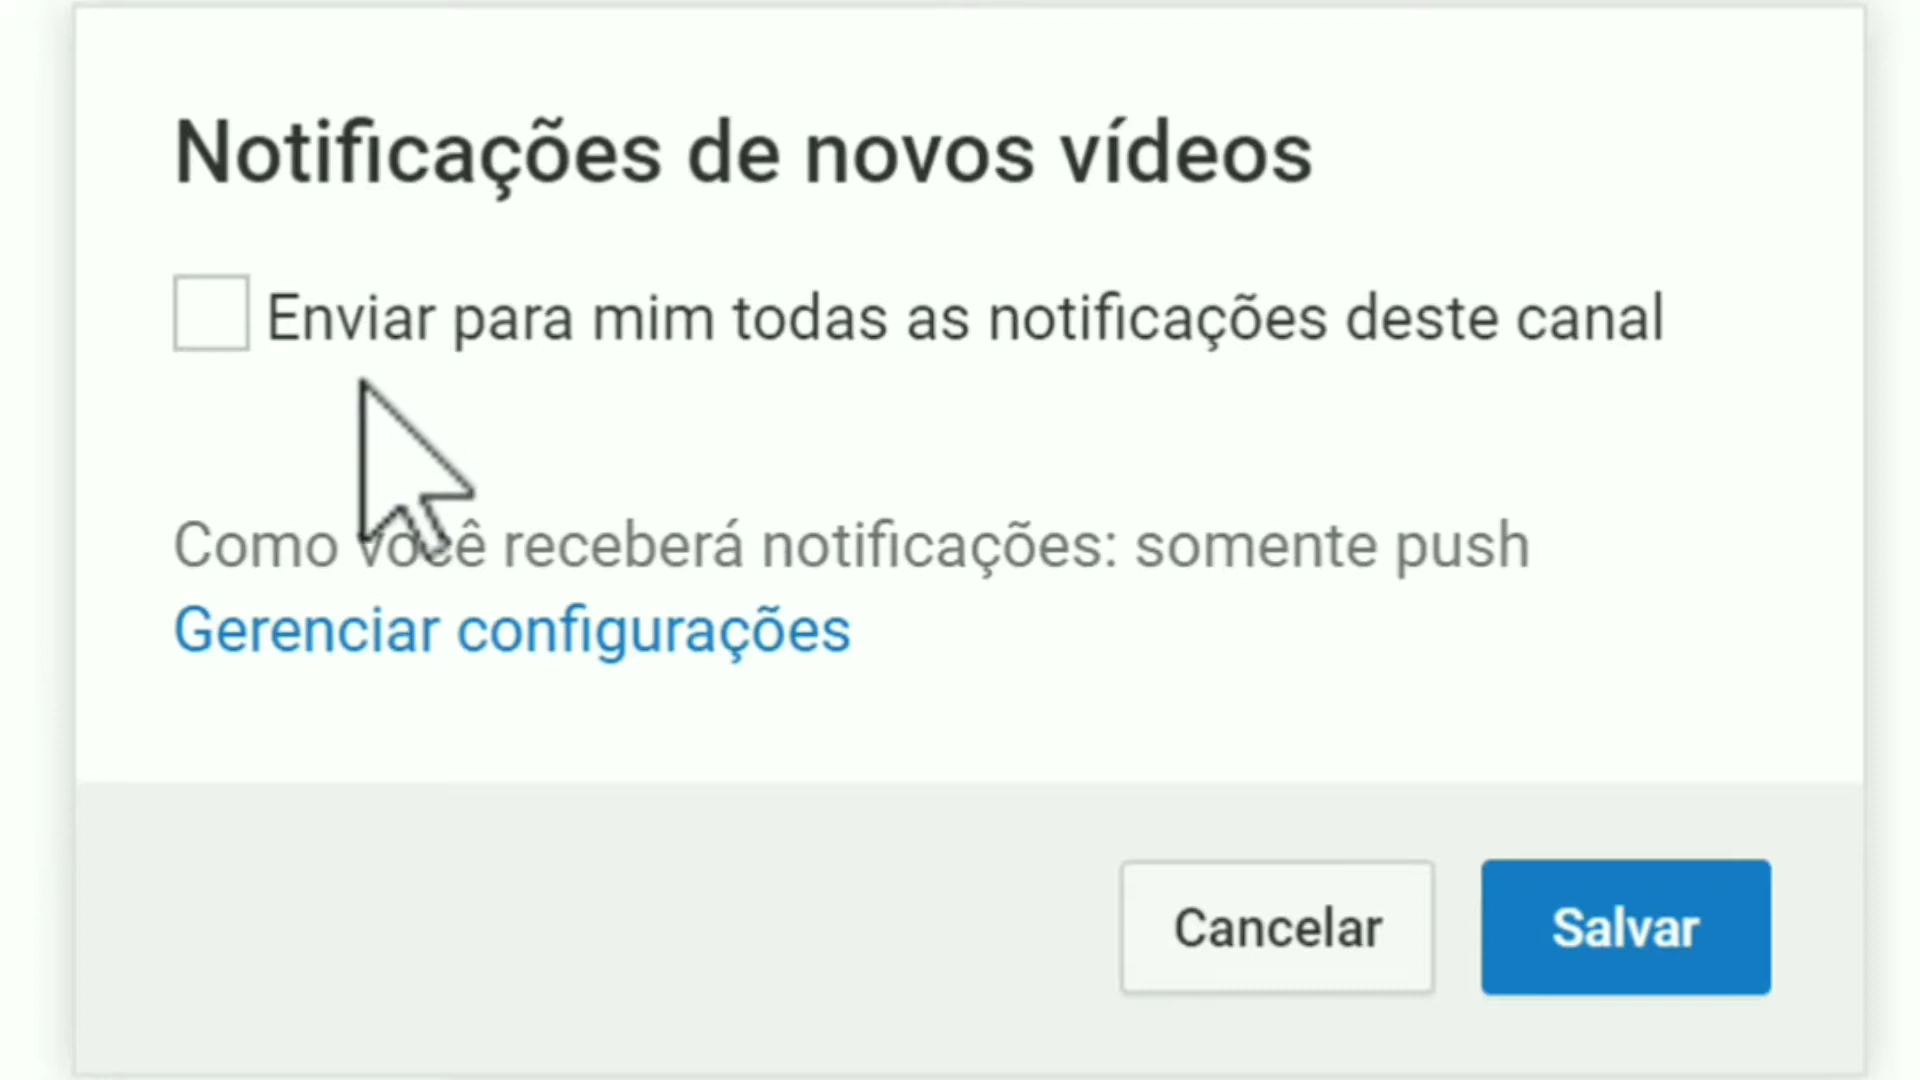 Notificações de novos vídeos
Enviar para mim todas as notificações deste canal
Como você receberá notificações: somente push
Gerenciar configurações
Cancelar
Salvar